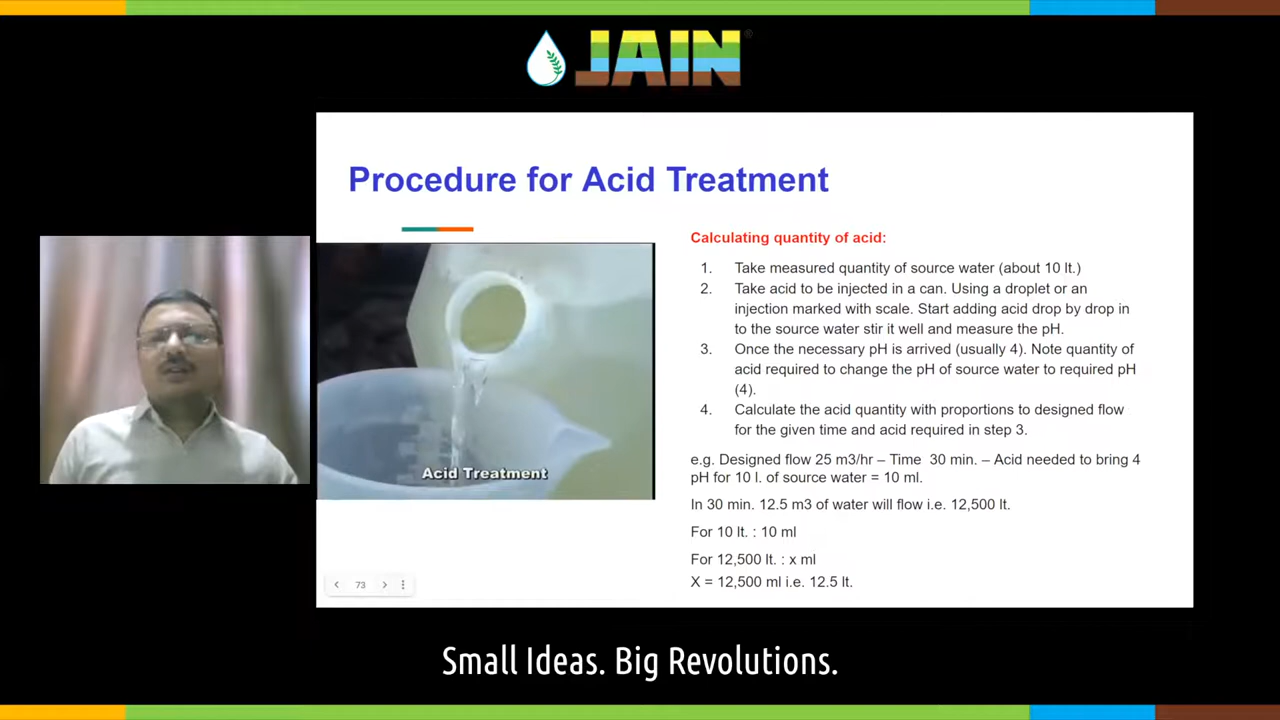 JAIN®
Procedure for Acid Treatment
Calculating quantity of acid:
1. Take measured quantity of source water (about 10 lt.)
2. Take acid to be injected in a can. Using a droplet or an
injection marked with scale. Start adding acid drop by drop in
to the source water stir it well and measure the pH.
3. Once the necessary pH is arrived (usually 4). Note quantity of
acid required to change the pH of source water to required pH
(4).
4. Calculate the acid quantity with proportions to designed flow
for the given time and acid required in step 3.
e.g. Designed flow 25 m3/hr – Time 30 min. – Acid needed to bring 4
pH for 10 l. of source water = 10 ml.
In 30 min. 12.5 m3 of water will flow i.e. 12,500 lt.
For 10 lt. : 10 ml
For 12,500 lt. : x ml
X = 12,500 ml i.e. 12.5 lt.
Acid Treatment
73
Small Ideas. Big Revolutions.